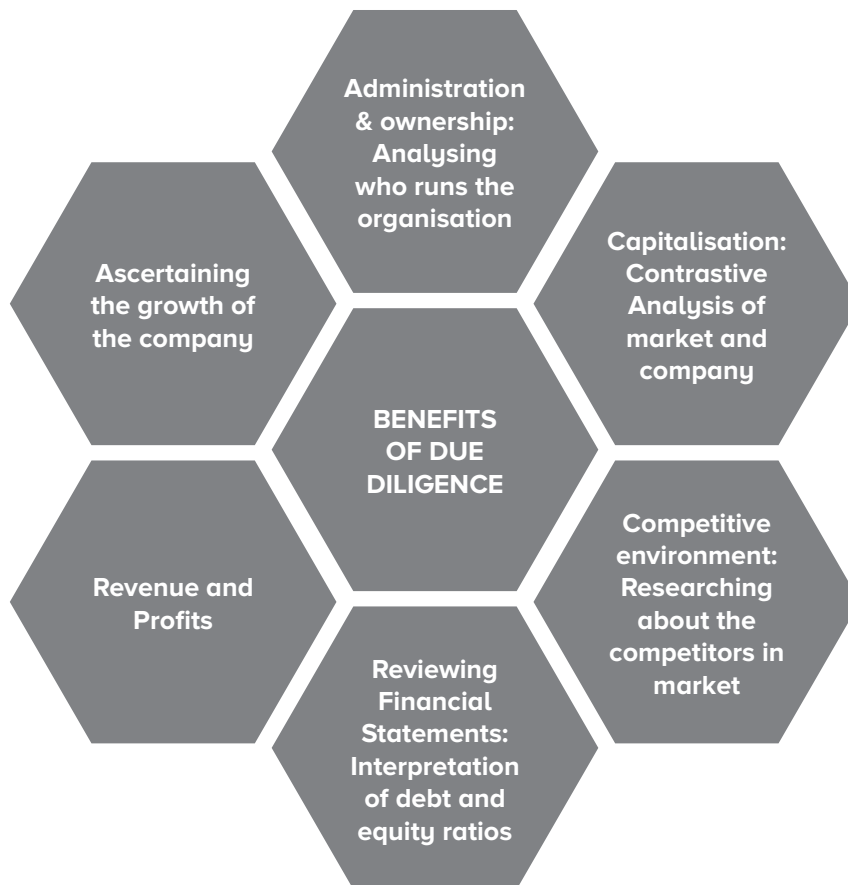 Administration
& ownership:
Analysing
who runs the
organisation
Capitalisation:
Contrastive
Analysis of
market and
company
Ascertaining
the growth of
the company
BENEFITS
OF DUE
DILIGENCE
Competitive
environment:
Researching
about the
competitors in
market
Revenue and
Profits
Reviewing
Financial
Statements:
Interpretation
of debt and
equity ratios